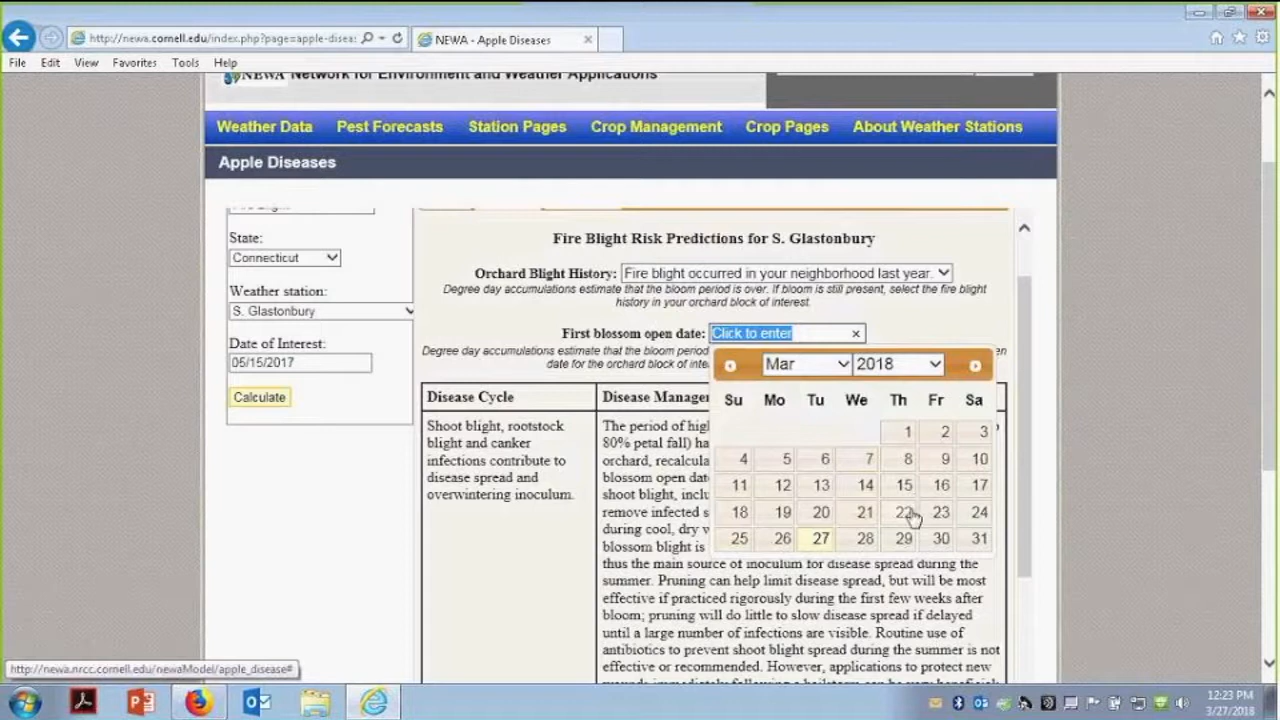 http://newa.cornell.edu/index.php?page=apple-disea:
NEWA - Apple Diseases
File Edit View Favorites Tools Help
NEWA Network for Environment and Weather Applications
Weather Data Pest Forecasts Station Pages Crop Management Crop Pages About Weather Stations
Apple Diseases
State:
Connecticut
Weather station:
S. Glastonbury
Date of Interest:
05/15/2017
Calculate
Fire Blight Risk Predictions for S. Glastonbury
Orchard Blight History: Fire blight occurred in your neighborhood last year.
Degree day accumulations estimate that the bloom period is over. If bloom is still present, select the fire blight
history in your orchard block of interest.
First blossom open date: Click to enter x
Degree day accumulations estimate that the bloom period
date for the orchard block of inte
en
Mar 2018
Su Mo Tu We Th Fr Sa
1 2 3
4 5 6 7 8 9 10
11 12 13 14 15 16 17
18 19 20 21 22 23 24
25 26 27 28 29 30 31
Disease Cycle
Shoot blight, rootstock
blight and canker
infections contribute to
disease spread and
overwintering inoculum.
Disease Manager
The period of high
80% petal fall) ha
orchard, recalcula
blossom open dat
shoot blight, inclu
remove infected s
during cool, dry w
blossom blight is
thus the main source of inoculum for disease spread during the
summer. Pruning can help limit disease spread, but will be most
effective if practiced rigorously during the first few weeks after
bloom; pruning will do little to slow disease spread if delayed
until a large number of infections are visible. Routine use of
antibiotics to prevent shoot blight spread during the summer is not
effective or recommended. However, applications to protect new
http://newa.nrcc.cornell.edu/newaModel/apple_disease#
12:23 PM
3/27/2018